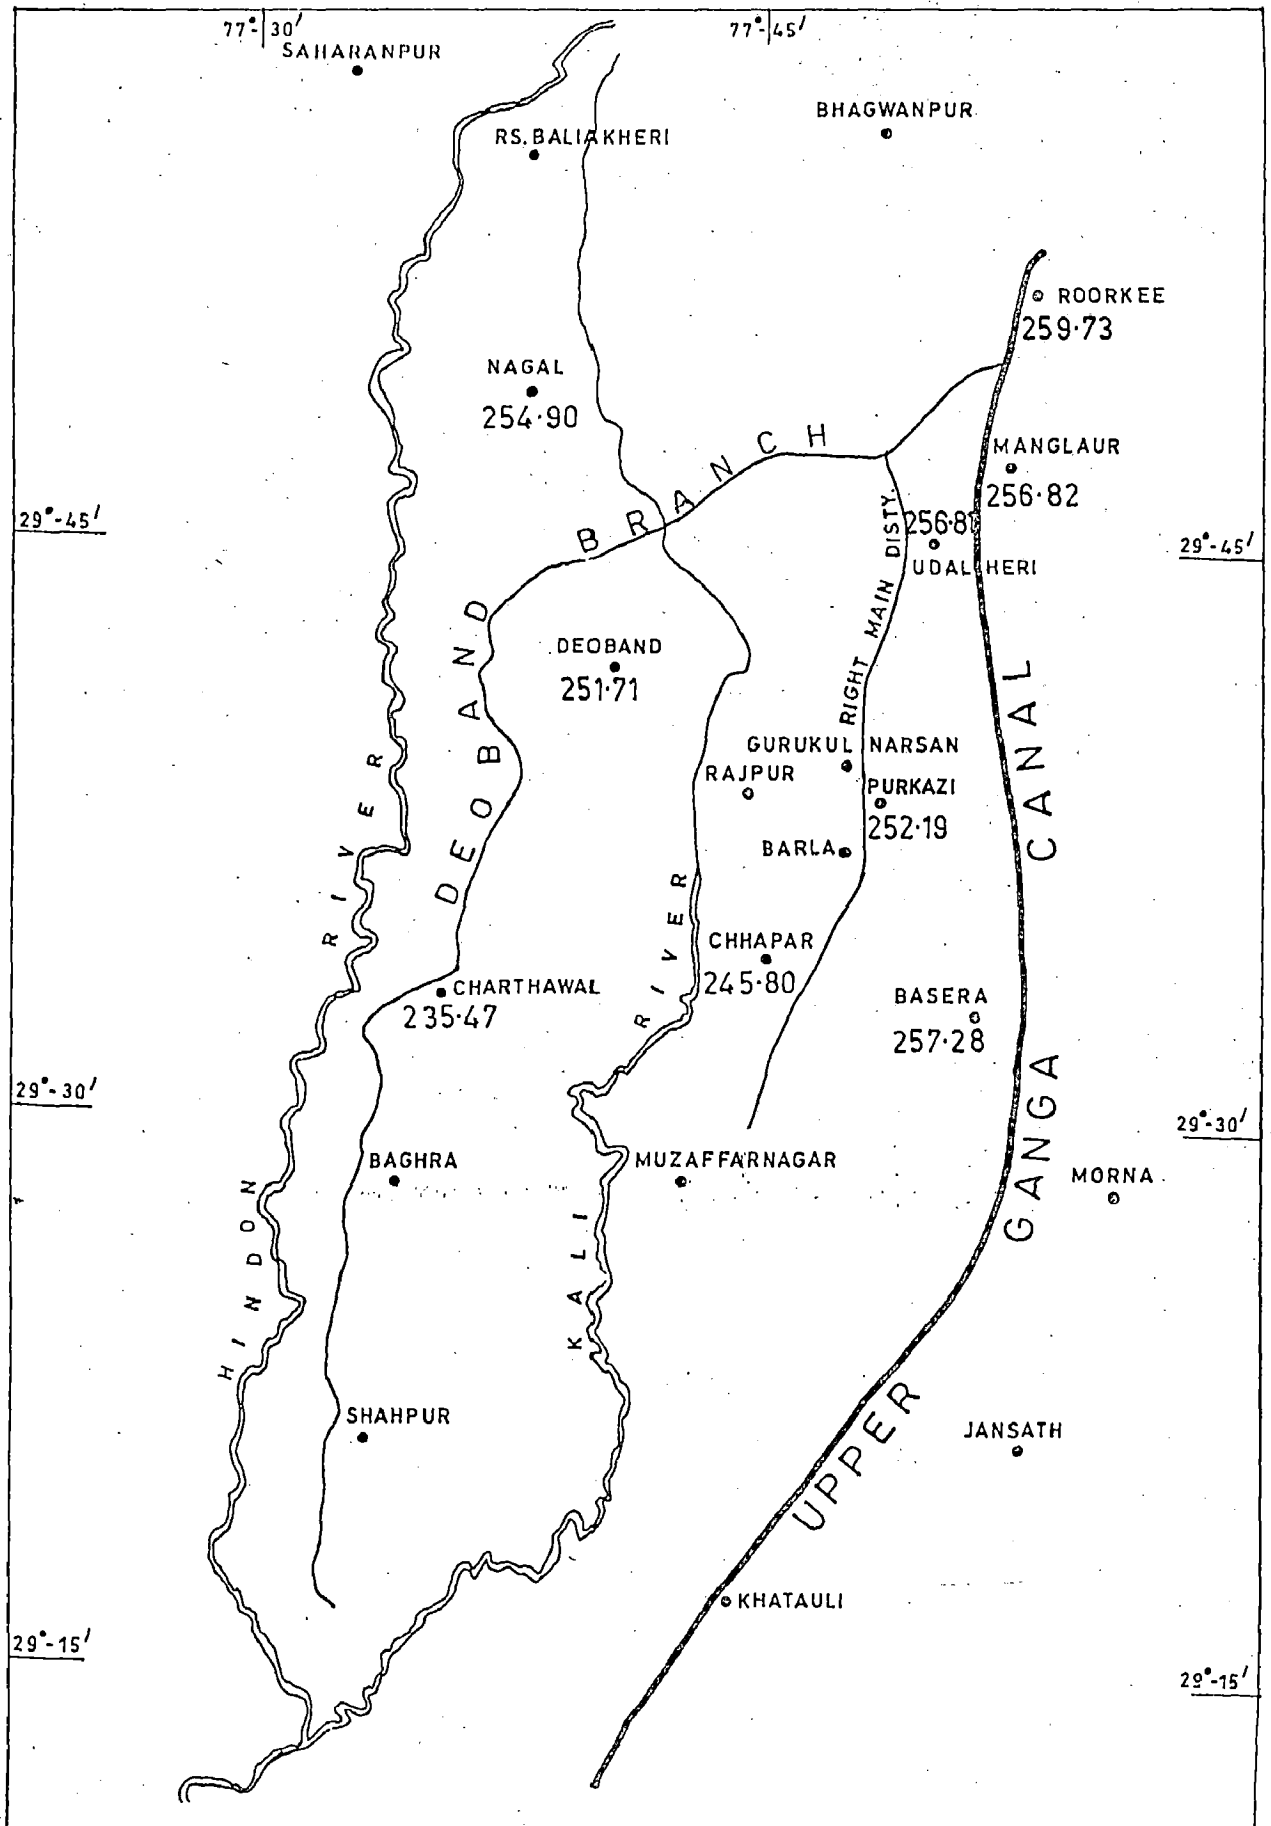 77°-30'
77°-45'
SAHARANPUR
BHAGWANPUR
RS. BALIAKHERI
ROORKEE
259.73
NAGAL
254.90
MANGLAUR
256.82
29°-45'
29°-45'
256.81
UDALHERI
DEOBAND BRANCH
RIGHT MAIN DISTY.
DEOBAND
251.71
GURUKUL NARSAN
RAJPUR
PURKAZI
252.19
BARLA
CHHAPAR
245.80
CHARTHAWAL
235.47
BASERA
257.28
29°-30'
29°-30'
BAGHRA
MUZAFFARNAGAR
MORNA
HINDON RIVER
KALI RIVER
UPPER GANGA CANAL
SHAHPUR
JANSATH
KHATAULI
29°-15'
29°-15'